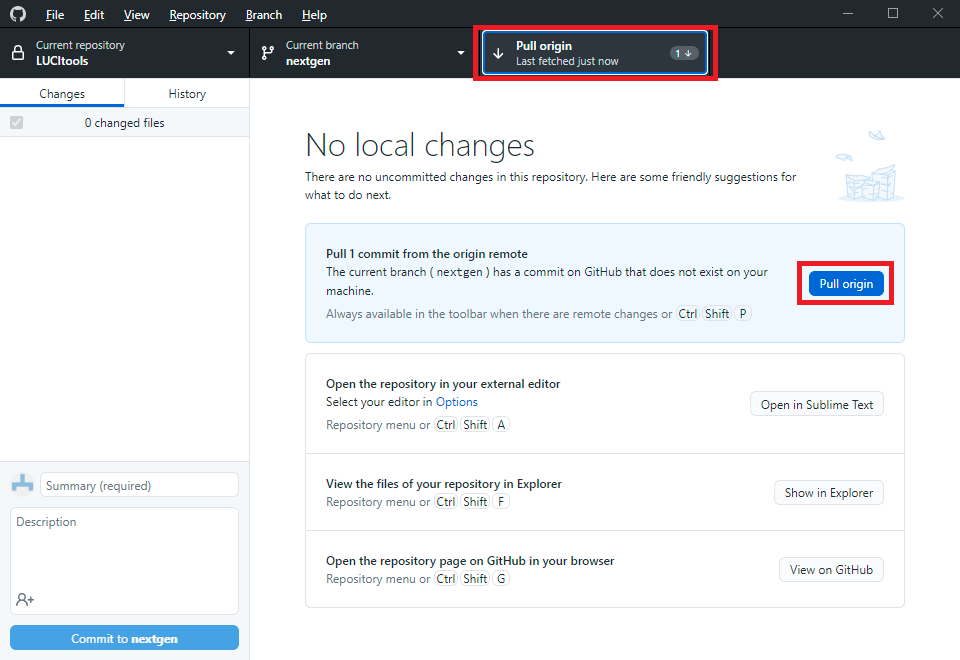 File Edit View Repository Branch Help
Current repository
LUCItools
Current branch
nextgen
Pull origin
Last fetched just now
1
Changes
History
0 changed files
No local changes
There are no uncommitted changes in this repository. Here are some friendly suggestions for
what to do next.
Pull 1 commit from the origin remote
The current branch ( nextgen ) has a commit on GitHub that does not exist on your
machine.
Always available in the toolbar when there are remote changes or Ctrl Shift P
Pull origin
Open the repository in your external editor
Select your editor in Options
Repository menu or Ctrl Shift A
Open in Sublime Text
View the files of your repository in Explorer
Repository menu or Ctrl Shift F
Show in Explorer
Open the repository page on GitHub in your browser
Repository menu or Ctrl Shift G
View on GitHub
Summary (required)
Description
Commit to nextgen